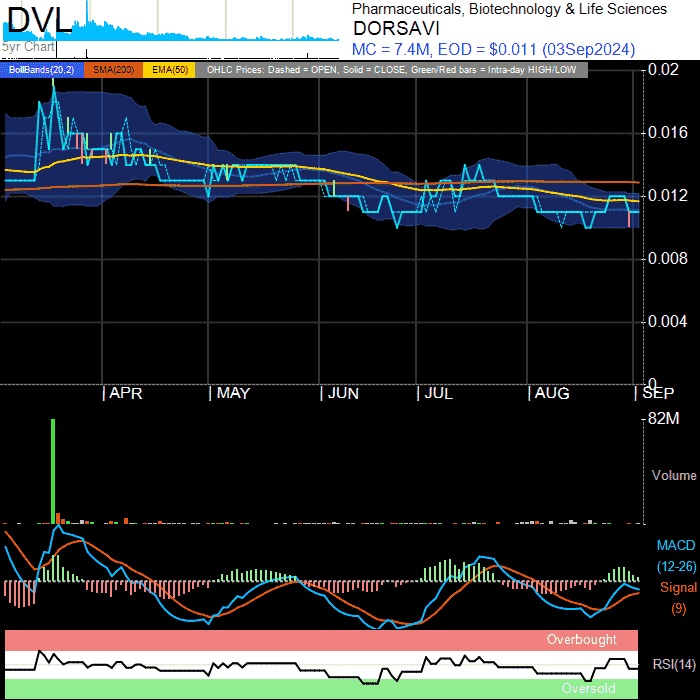 DVL
5yr Chart
Pharmaceuticals, Biotechnology & Life Sciences
DORSAVI
MC = 7.4M, EOD = $0.011 (03Sep2024)
BollBands(20,2) SMA(200) EMA(50) OHLC Prices: Dashed = OPEN, Solid = CLOSE, Green/Red bars = Intra-day HIGH/LOW
0.02
0.016
0.012
0.008
0.004
0
APR MAY JUN JUL AUG SEP
82M
Volume
MACD
(12-26)
Signal
(9)
Overbought
RSI(14)
Oversold